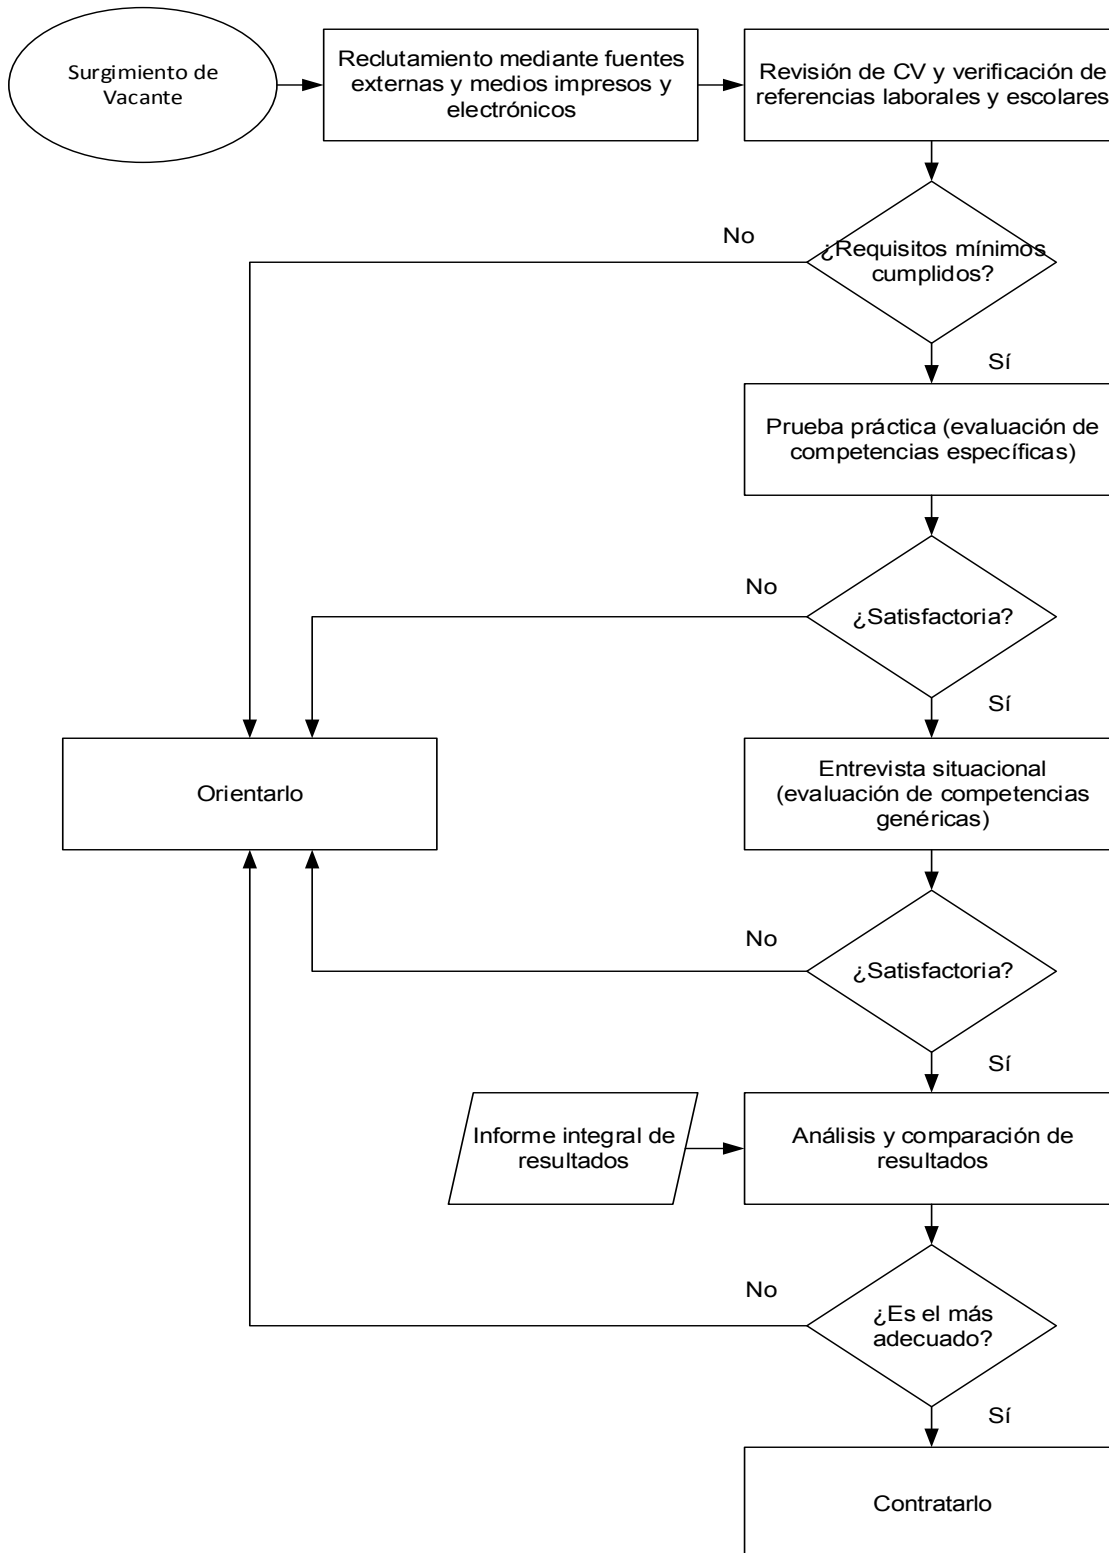 Surgimiento de
Vacante
Reclutamiento mediante fuentes
externas y medios impresos y
electrónicos
Revisión de CV y verificación de
referencias laborales y escolares
No
¿Requisitos mínimos
cumplidos?
Sí
Prueba práctica (evaluación de
competencias específicas)
No
¿Satisfactoria?
Sí
Orientarlo
Entrevista situacional
(evaluación de competencias
genéricas)
No
¿Satisfactoria?
Sí
Informe integral de
resultados
Análisis y comparación de
resultados
No
¿Es el más
adecuado?
Sí
Contratarlo